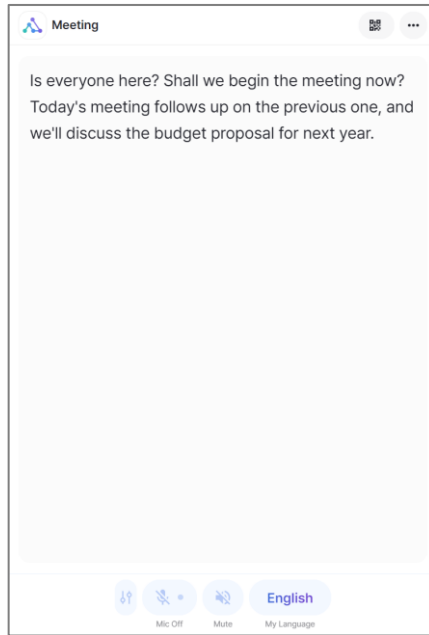 Meeting
Is everyone here? Shall we begin the meeting now?
Today's meeting follows up on the previous one, and
we'll discuss the budget proposal for next year.
English
Mic Off
Mute
My Language